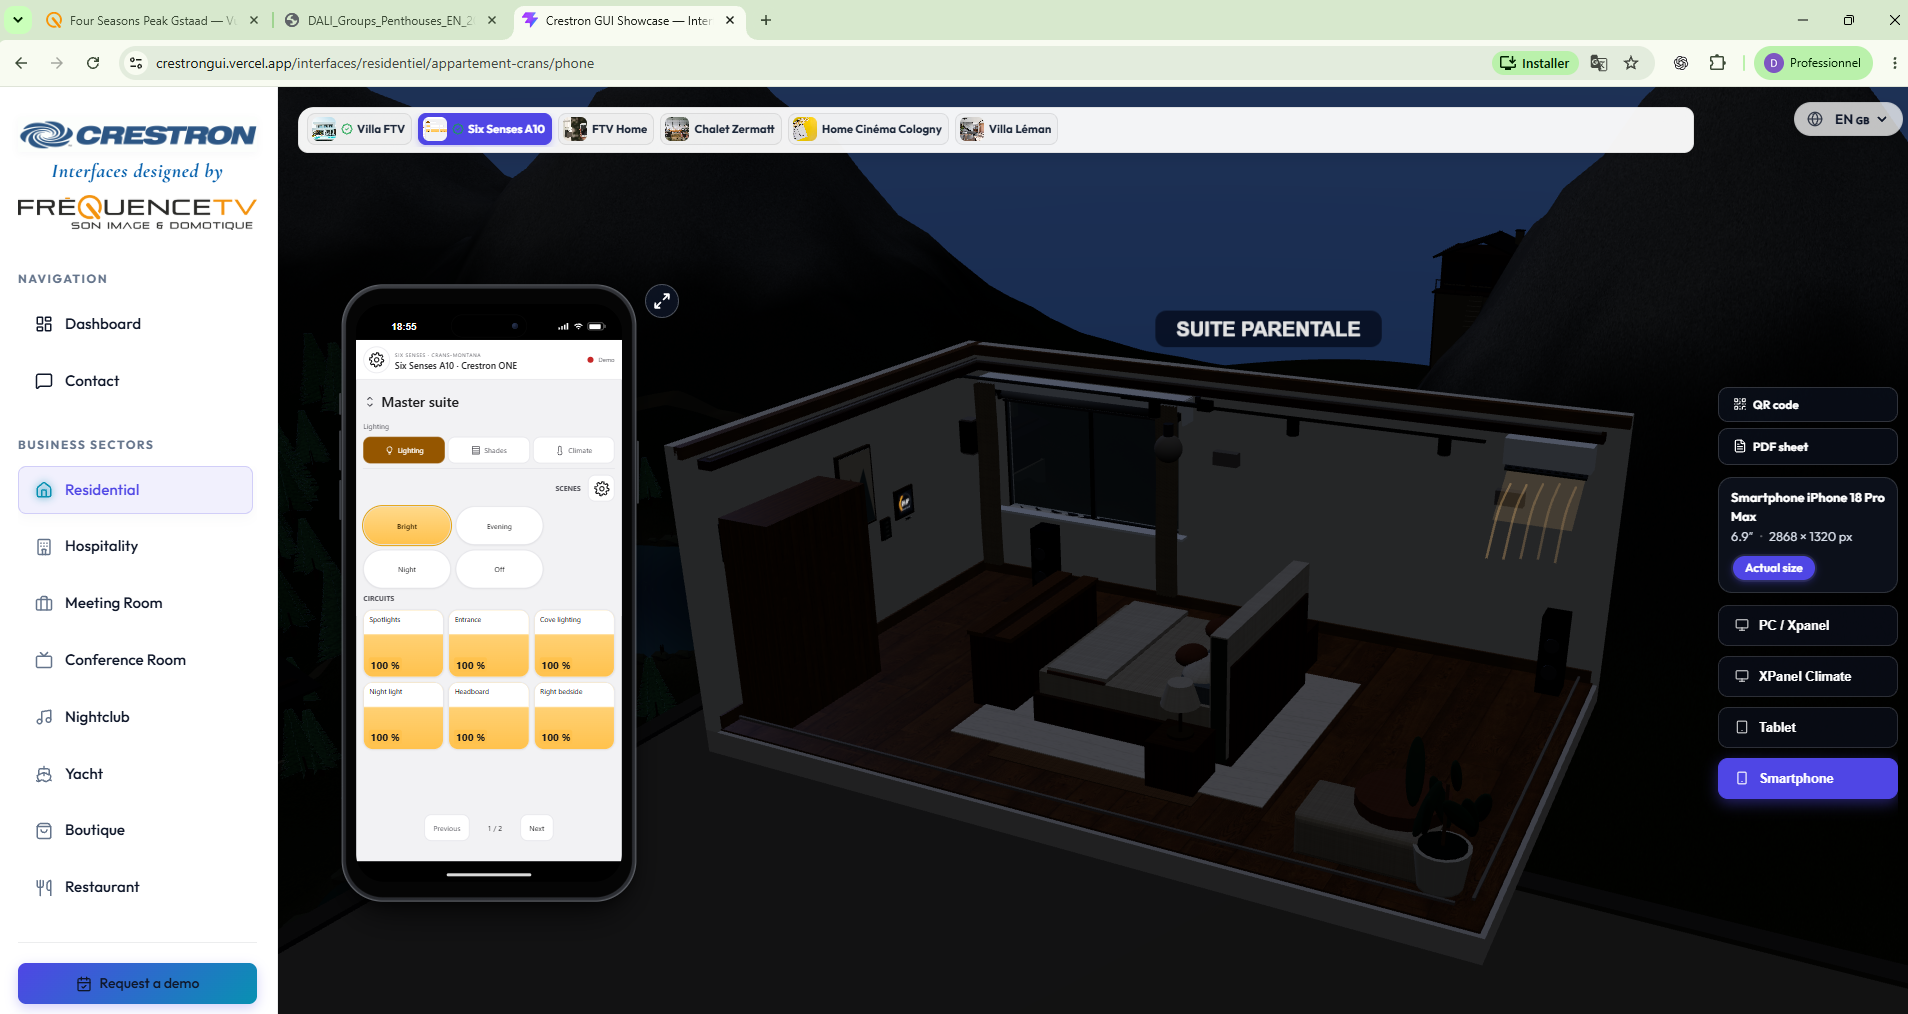 Four Seasons Peak Gstaad — V
DALI_Groups_Penthouses_EN_2
Crestron GUI Showcase — Inter
crestrongui.vercel.app/interfaces/residentiel/appartement-crans/phone
Installer
D Professionnel
CRESTRON
Interfaces designed by
FRÉQUENCETV
SON IMAGE & DOMOTIQUE
NAVIGATION
Dashboard
Contact
BUSINESS SECTORS
Residential
Hospitality
Meeting Room
Conference Room
Nightclub
Yacht
Boutique
Restaurant
Request a demo
Villa FTV
Six Senses A10
FTV Home
Chalet Zermatt
Home Cinéma Cologny
Villa Léman
EN GB
18:55
SIX SENSES · CRANS-MONTANA
Six Senses A10 · Crestron ONE
Demo
Master suite
Lighting
Lighting
Shades
Climate
SCENES
Bright
Evening
Night
Off
CIRCUITS
Spotlights
Entrance
Cove lighting
100 %
100 %
100 %
Night light
Headboard
Right bedside
100 %
100 %
100 %
Previous
1 / 2
Next
SUITE PARENTALE
QR code
PDF sheet
Smartphone iPhone 18 Pro
Max
6.9" · 2868 × 1320 px
Actual size
PC / Xpanel
XPanel Climate
Tablet
Smartphone